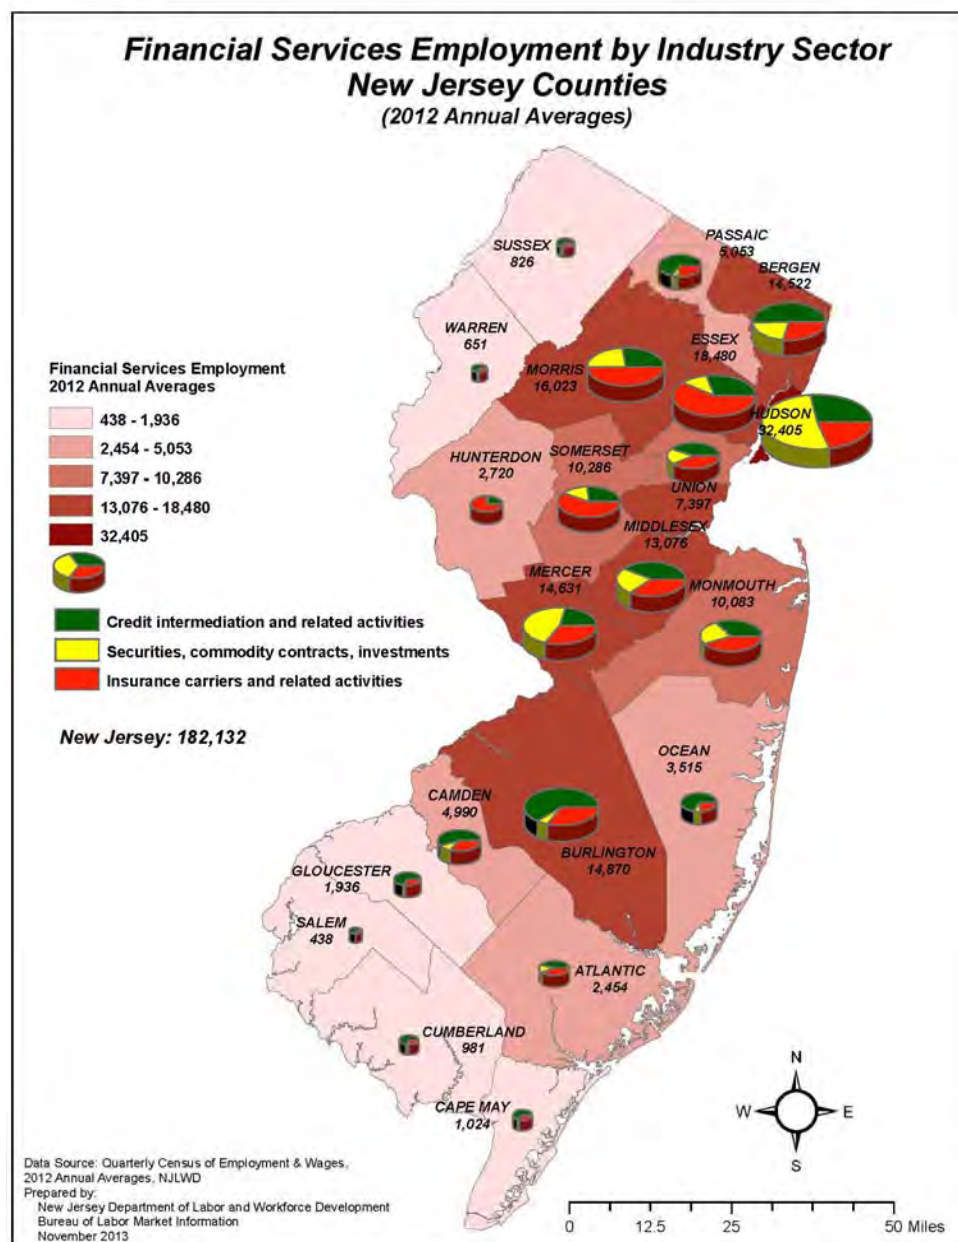 Financial Services Employment by Industry Sector
New Jersey Counties
(2012 Annual Averages)
SUSSEX
826
PASSAIC
5,053
BERGEN
14,522
WARREN
651
ESSEX
18,480
MORRIS
16,023
HUDSON
32,405
Financial Services Employment
2012 Annual Averages
438 - 1,936
2,454 - 5,053
7,397 - 10,286
13,076 - 18,480
32,405
HUNTERDON
2,720
SOMERSET
10,286
UNION
7,397
MIDDLESEX
13,076
MERCER
14,631
MONMOUTH
10,083
Credit intermediation and related activities
Securities, commodity contracts, investments
Insurance carriers and related activities
New Jersey: 182,132
OCEAN
3,515
CAMDEN
4,990
BURLINGTON
14,870
GLOUCESTER
1,936
SALEM
438
ATLANTIC
2,454
CUMBERLAND
981
CAPE MAY
1,024
N
W E
S
Data Source: Quarterly Census of Employment & Wages,
2012 Annual Averages, NJLWD
Prepared by:
New Jersey Department of Labor and Workforce Development
Bureau of Labor Market Information
November 2013
0 12.5 25 50 Miles